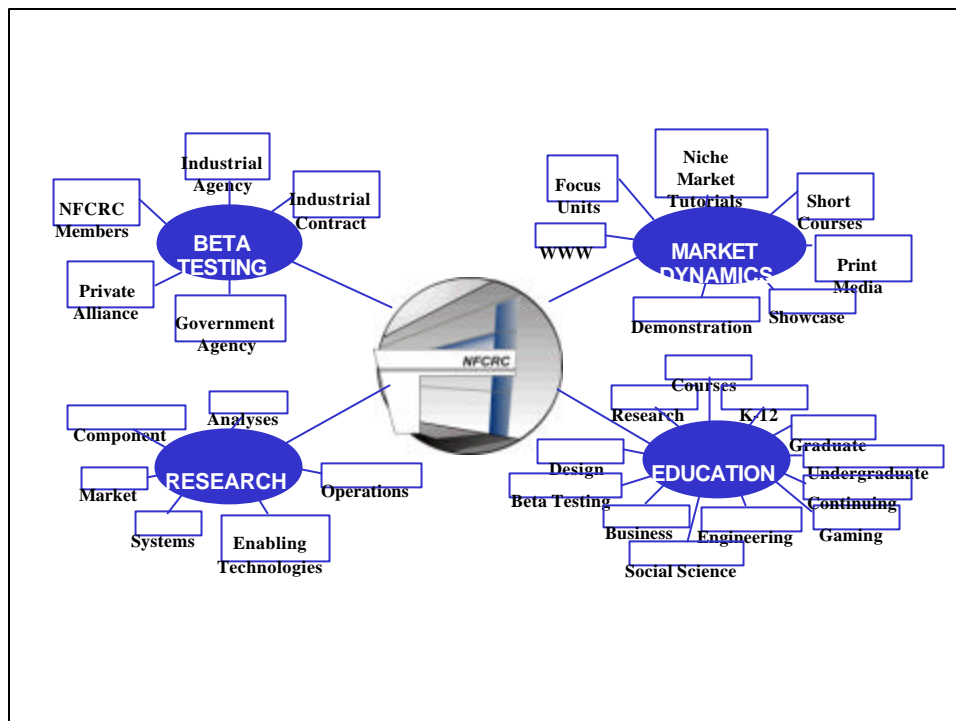 Industrial
Agency
NFCRC
Members
Industrial
Contract
BETA
TESTING
Private
Alliance
Government
Agency
Niche
Market
Tutorials
Focus
Units
Short
Courses
WWW
MARKET
DYNAMICS
Print
Media
Demonstration
Showcase
NFCRC
Analyses
Component
RESEARCH
Market
Operations
Systems
Enabling
Technologies
Courses
Research
K-12
Graduate
Design
EDUCATION
Undergraduate
Beta Testing
Continuing
Business
Engineering
Gaming
Social Science